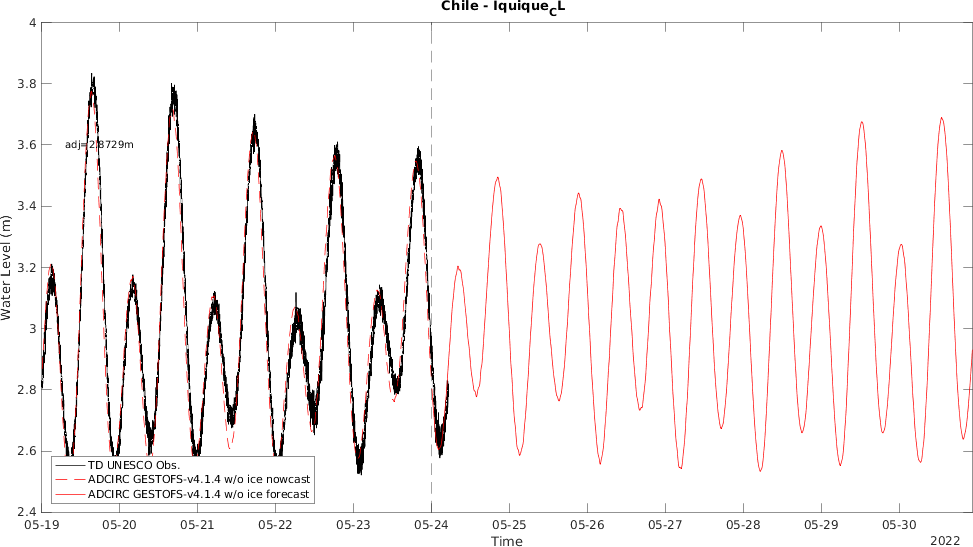 Chile - Iquique_CL
4
3.8
adj=2.8729m
3.6
3.4
3.2
Water Level (m)
3
2.8
2.6
TD UNESCO Obs.
ADCIRC GESTOFS-v4.1.4 w/o ice nowcast
ADCIRC GESTOFS-v4.1.4 w/o ice forecast
2.4
05-19 05-20 05-21 05-22 05-23 05-24 05-25 05-26 05-27 05-28 05-29 05-30
Time
2022